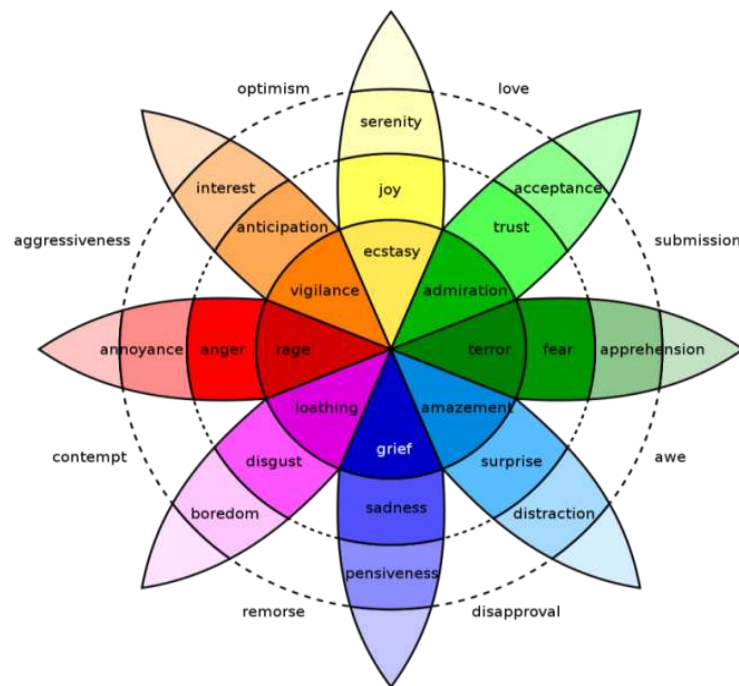 optimism
love
serenity
interest
acceptance
joy
anticipation
trust
aggressiveness
submission
ecstasy
vigilance
admiration
annoyance
anger
rage
terror
fear
apprehension
loathing
amazement
grief
contempt
disgust
surprise
awe
sadness
boredom
distraction
pensiveness
remorse
disapproval